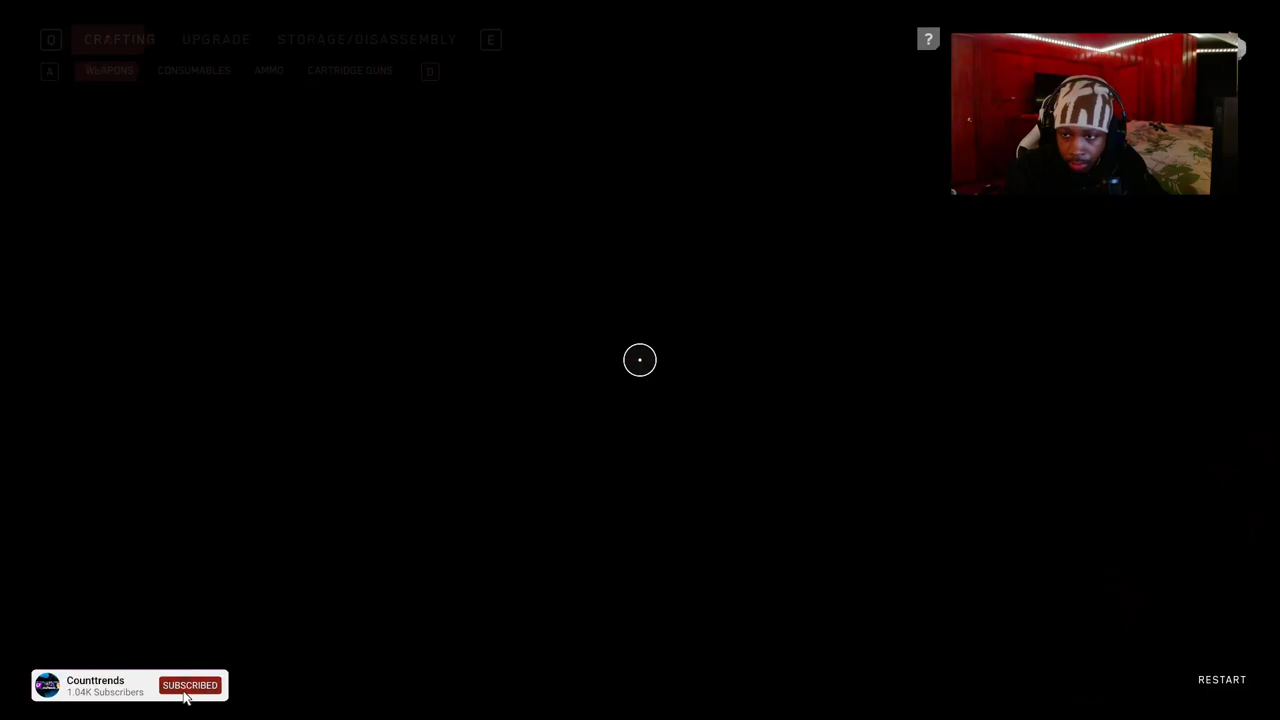 Q CRAFTING UPGRADE STORAGE/DISASSEMBLY E ?
A WEAPONS CONSUMABLES AMMO CARTRIDGE GUNS D
Counttrends
1.04K Subscribers
SUBSCRIBED
RESTART